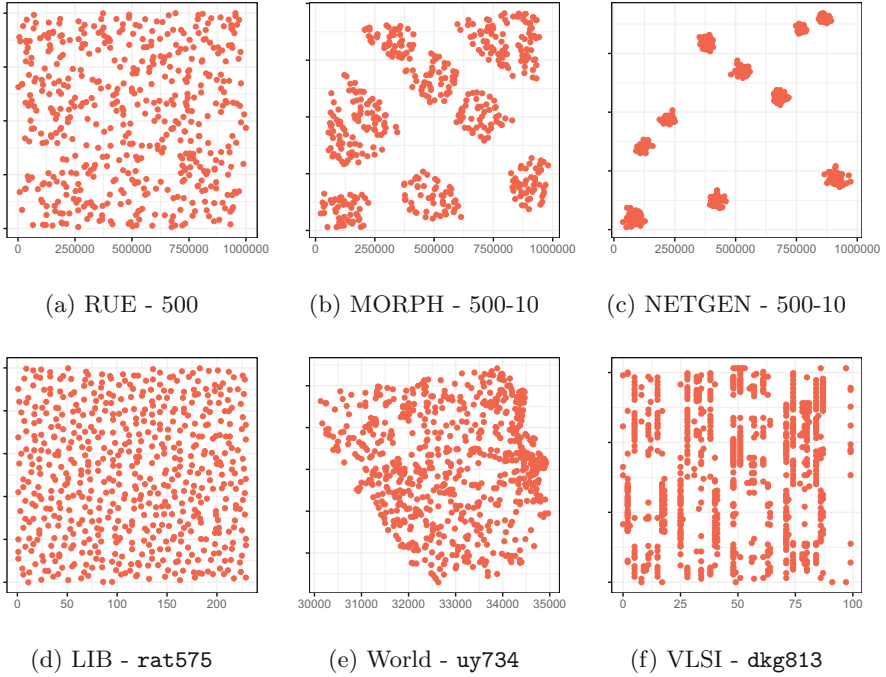 0 250000 500000 750000 1000000
0 250000 500000 750000 1000000
0 250000 500000 750000 1000000
(a) RUE - 500
(b) MORPH - 500-10
(c) NETGEN - 500-10
0 50 100 150 200
30000 31000 32000 33000 34000 35000
0 25 50 75 100
(d) LIB - rat575
(e) World - uy734
(f) VLSI - dkg813